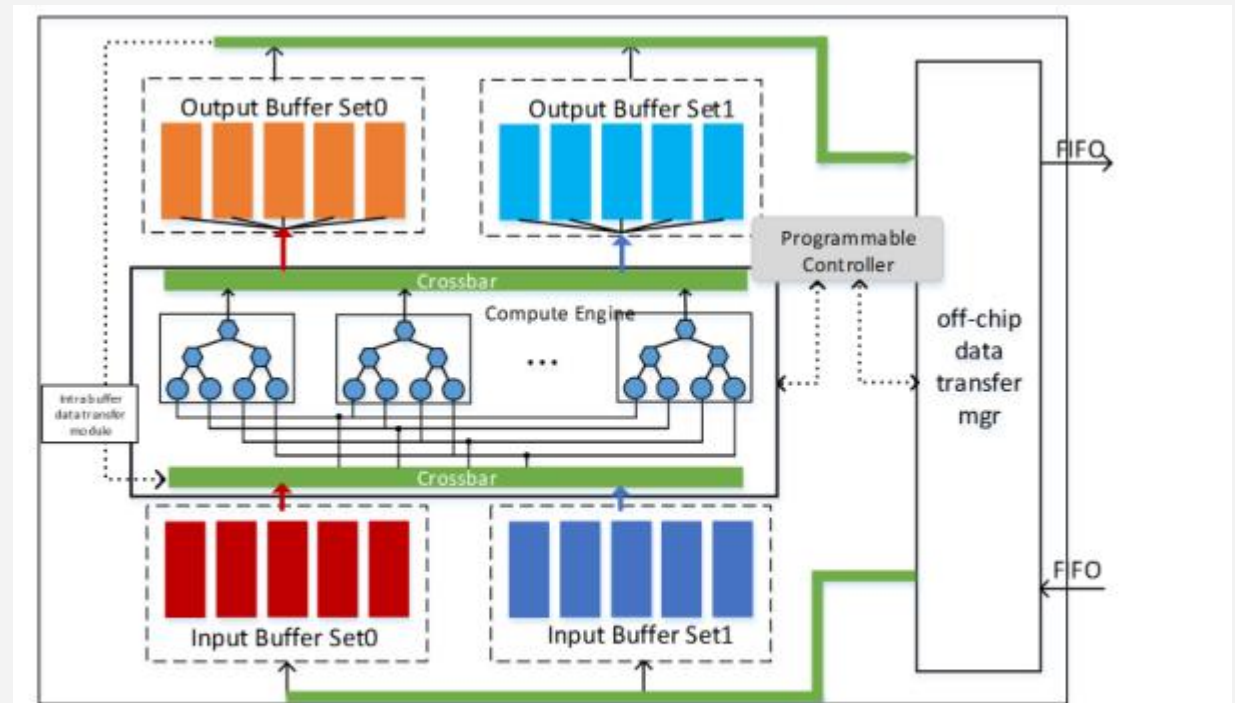 Output Buffer Set0
Output Buffer Set1
FIFO
Programmable
Controller
Crossbar
Compute Engine
...
off-chip
data
transfer
mgr
Intra buffer
data transfer
module
Crossbar
FIFO
Input Buffer Set0
Input Buffer Set1